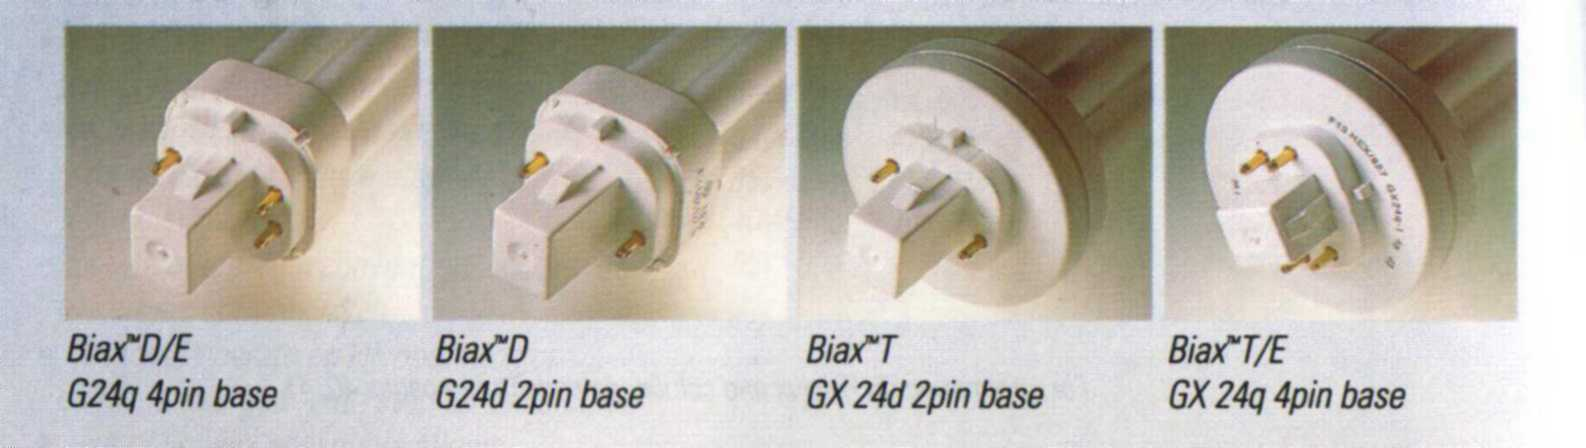 Biax™D/E
G24q 4pin base
Biax™D
G24d 2pin base
Biax™T
GX 24d 2pin base
Biax™T/E
GX 24q 4pin base